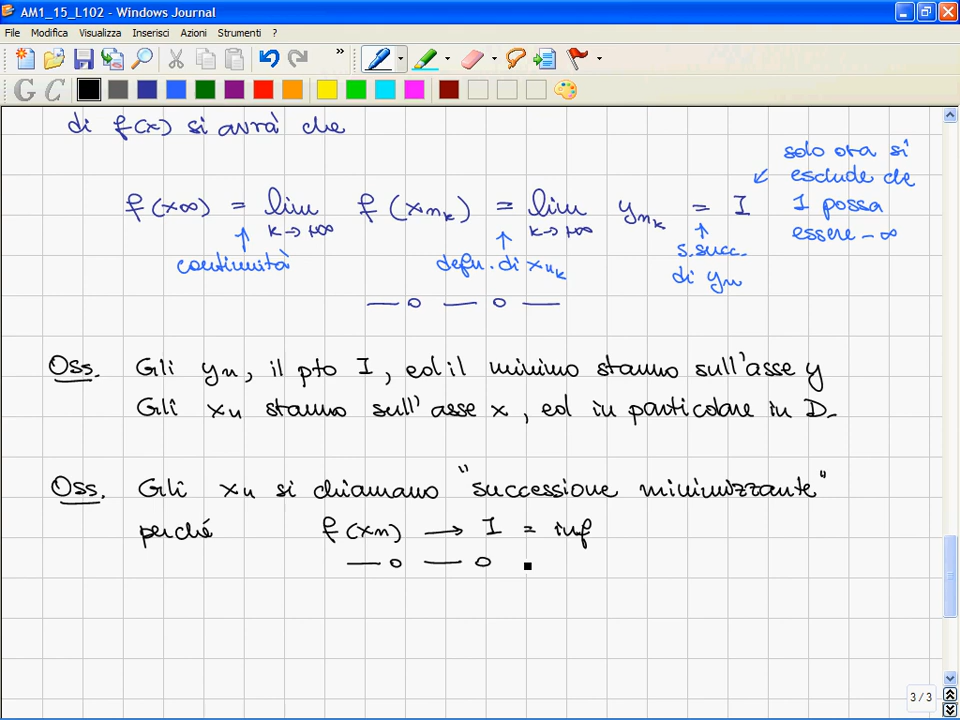 AM1_15_L102 - Windows Journal
File Modifica Visualizza Inserisci Azioni Strumenti ?
di f(x) si avrà che
f(x∞) = lim f(xnk) = lim ynk = I
k→+∞ k→+∞
continuità
defn. di xnk
s.succ.
di yn
solo ora si
esclude che
I possa
essere -∞
Oss. Gli yn, il pto I, ed il minimo stanno sull'asse y
Gli xn stanno sull'asse x, ed in particolare in D.
Oss. Gli xn si chiamano "successione minimizzante"
perché f(xn) → I = inf
3 / 3